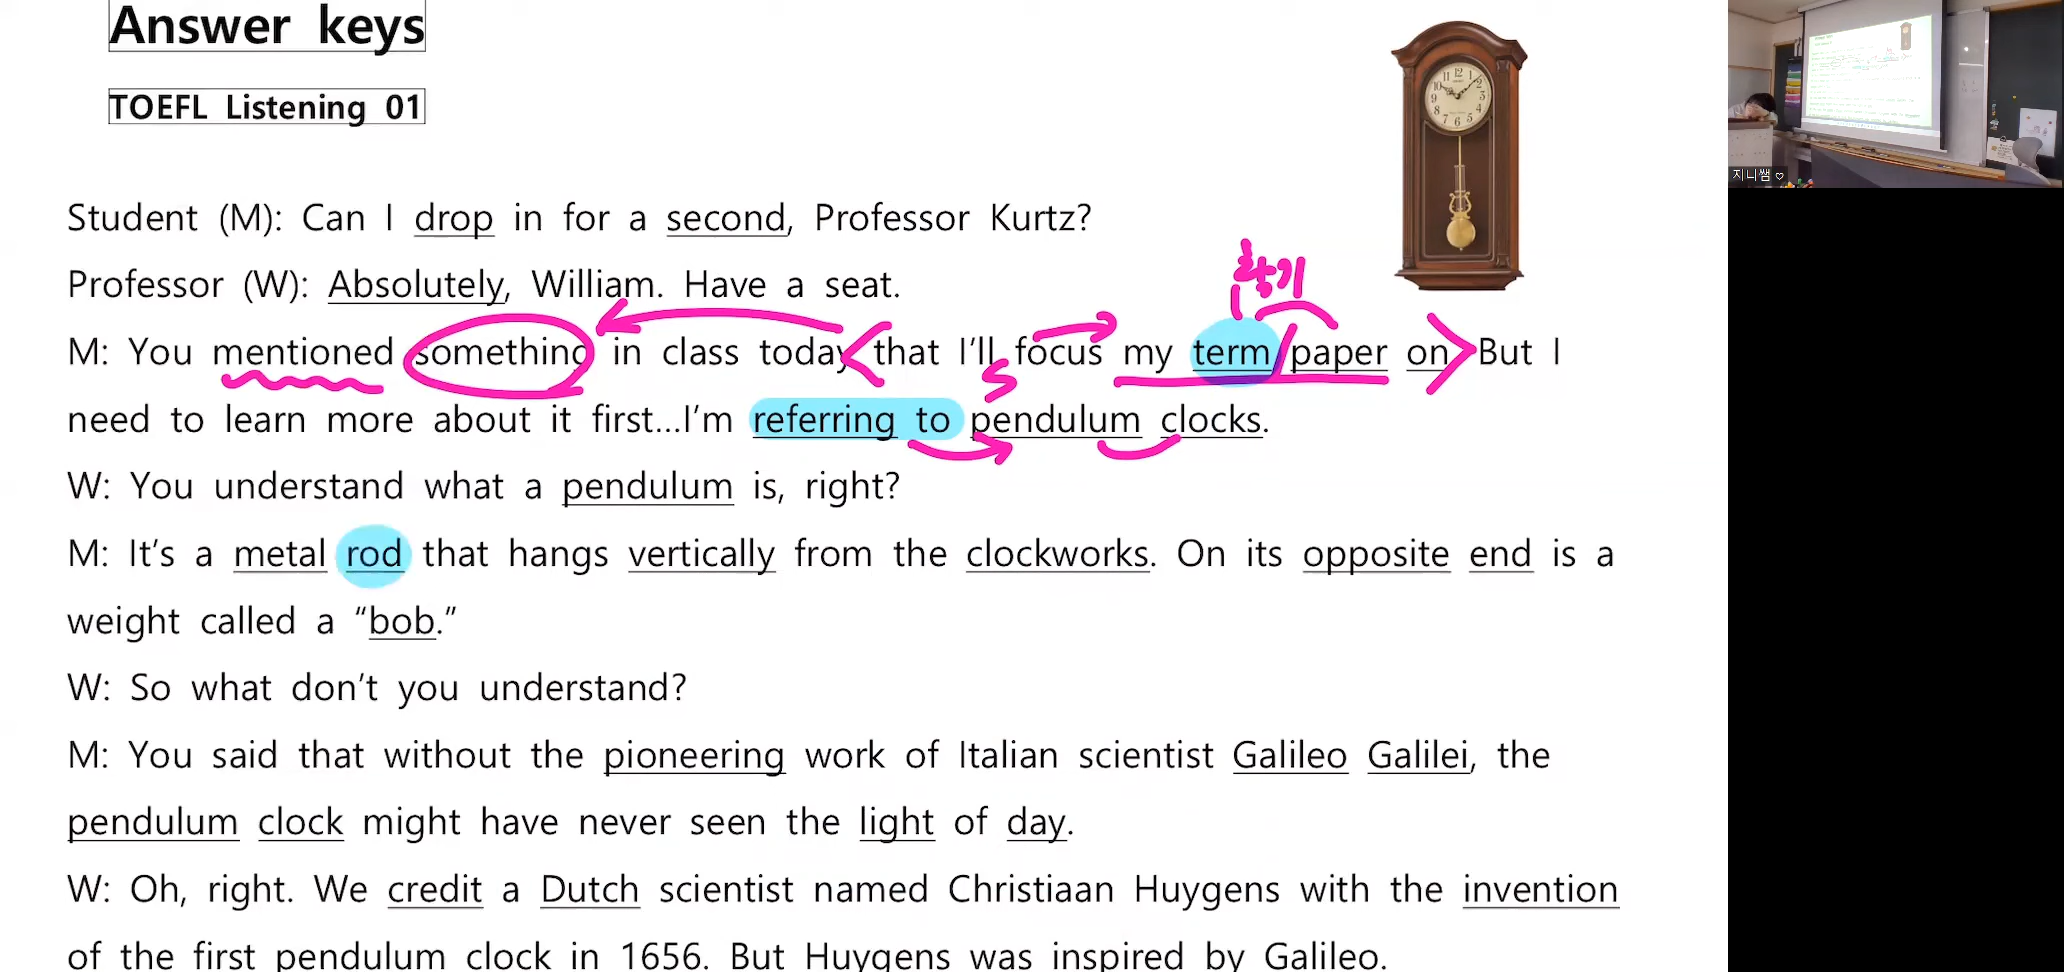 Answer keys
TOEFL Listening 01
Student (M): Can I drop in for a second, Professor Kurtz?
Professor (W): Absolutely, William. Have a seat.
학기
M: You mentioned something in class today that I’ll focus my term paper on But I
need to learn more about it first...I’m referring to pendulum clocks.
W: You understand what a pendulum is, right?
M: It’s a metal rod that hangs vertically from the clockworks. On its opposite end is a
weight called a “bob.”
W: So what don’t you understand?
M: You said that without the pioneering work of Italian scientist Galileo Galilei, the
pendulum clock might have never seen the light of day.
W: Oh, right. We credit a Dutch scientist named Christiaan Huygens with the invention
of the first pendulum clock in 1656. But Huygens was inspired by Galileo.
지니쌤 ♡